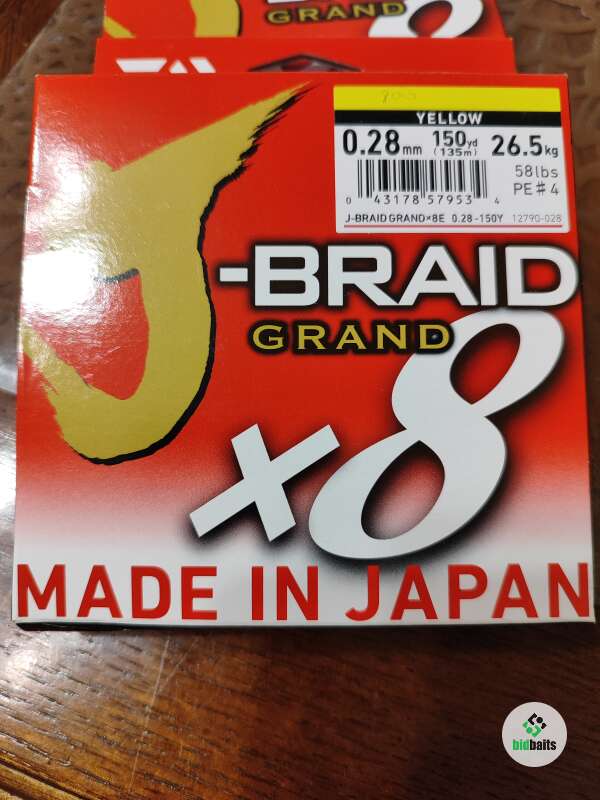 GRAND
YELLOW
0.28mm 150yd (135m) 26.5kg
58lbs
PE#4
0 43178 57953 4
J-BRAID GRAND×8E 0.28-150Y 12790-028
J-BRAID
GRAND
×8
MADE IN JAPAN
bidbaits